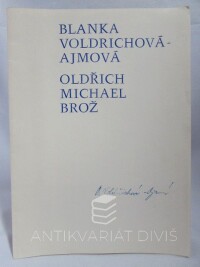 BLANKA
VOLDRICHOVÁ-
AJMOVÁ
OLDŘICH
MICHAEL
BROŽ
ANTIKVARIÁT DIVIŠ